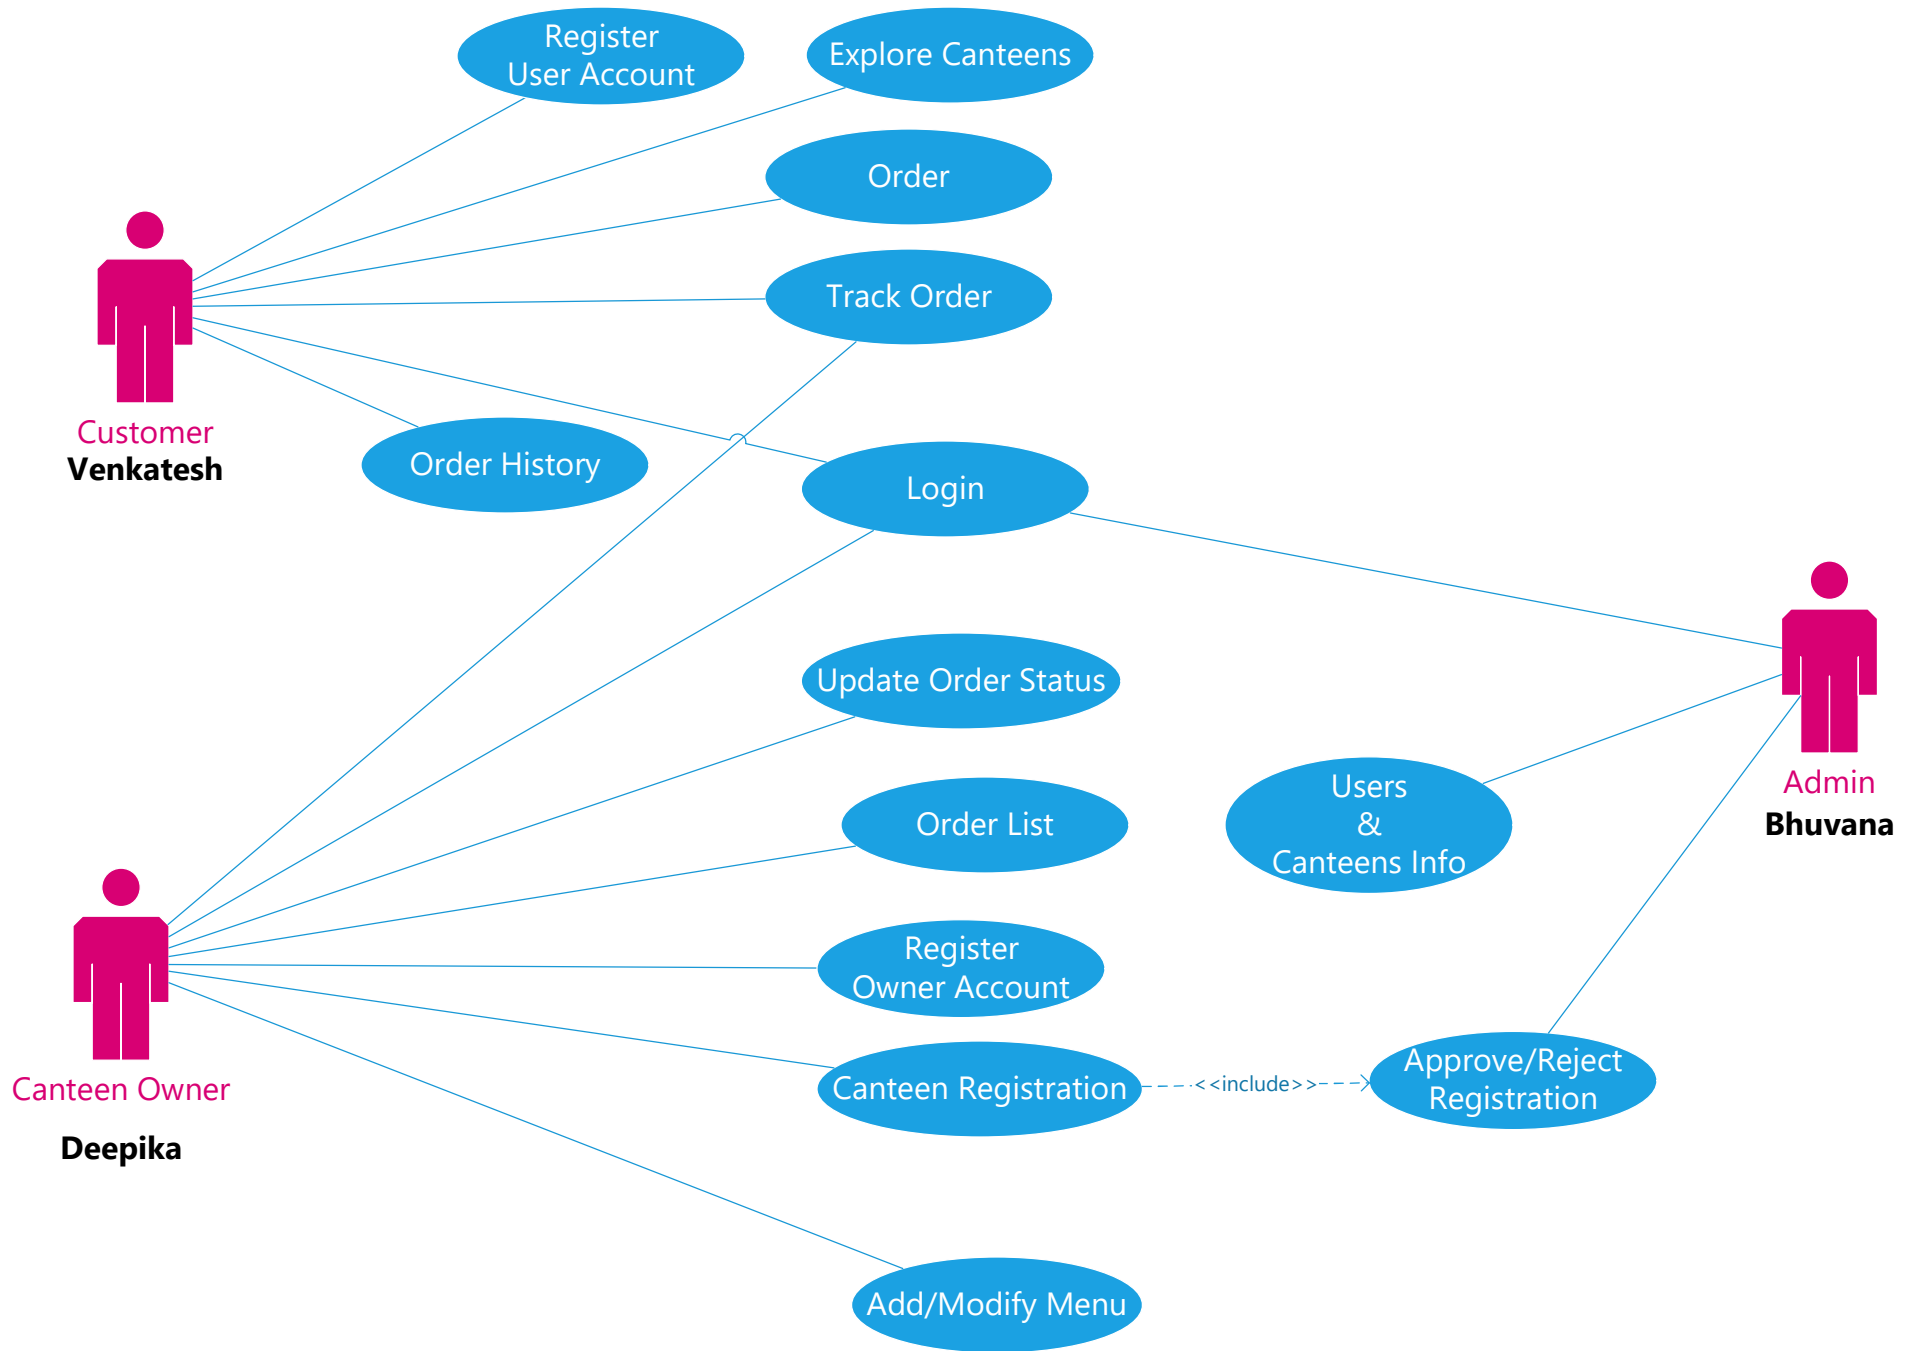 Register
User Account
Explore Canteens
Order
Track Order
Customer
Venkatesh
Order History
Login
Update Order Status
Users
&
Canteens Info
Admin
Bhuvana
Order List
Register
Owner Account
Canteen Owner
Deepika
Canteen Registration
<<include>>
Approve/Reject
Registration
Add/Modify Menu